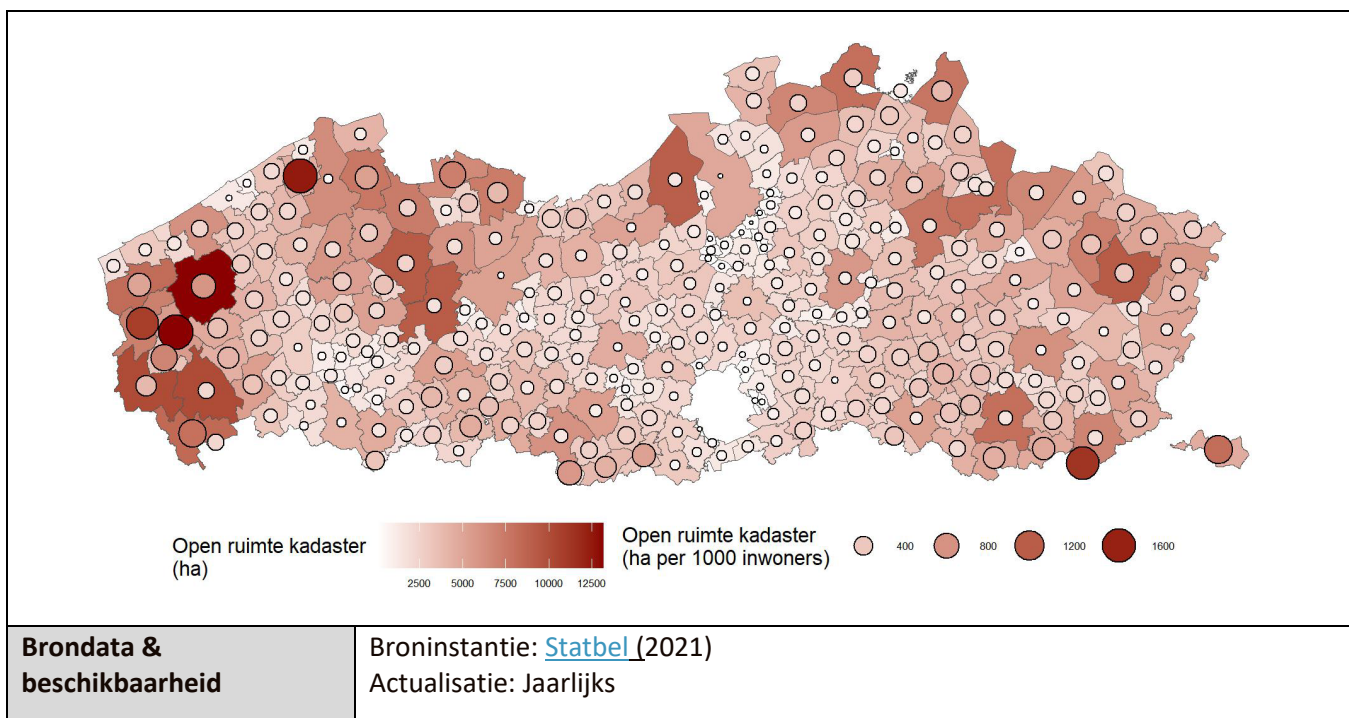 Open ruimte kadaster
(ha)
2500 5000 7500 10000 12500
Open ruimte kadaster
(ha per 1000 inwoners)
400 800 1200 1600
Brondata &
beschikbaarheid
Broninstantie: Statbel (2021)
Actualisatie: Jaarlijks